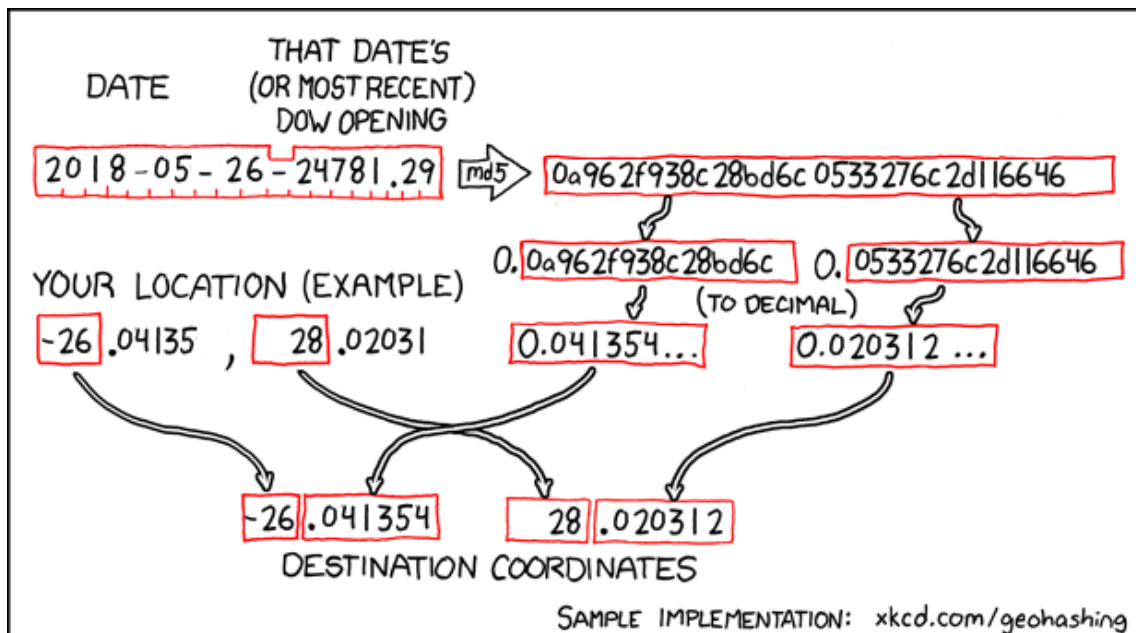 DATE
THAT DATE'S
(OR MOST RECENT)
DOW OPENING
2018-05-26-24781.29
md5
0a962f938c28bd6c0533276c2d116646
0.0a962f938c28bd6c
0.0533276c2d116646
YOUR LOCATION (EXAMPLE)
(TO DECIMAL)
-26.04135, 28.02031
0.041354...
0.020312...
-26.041354
28.020312
DESTINATION COORDINATES
SAMPLE IMPLEMENTATION: xkcd.com/geohashing